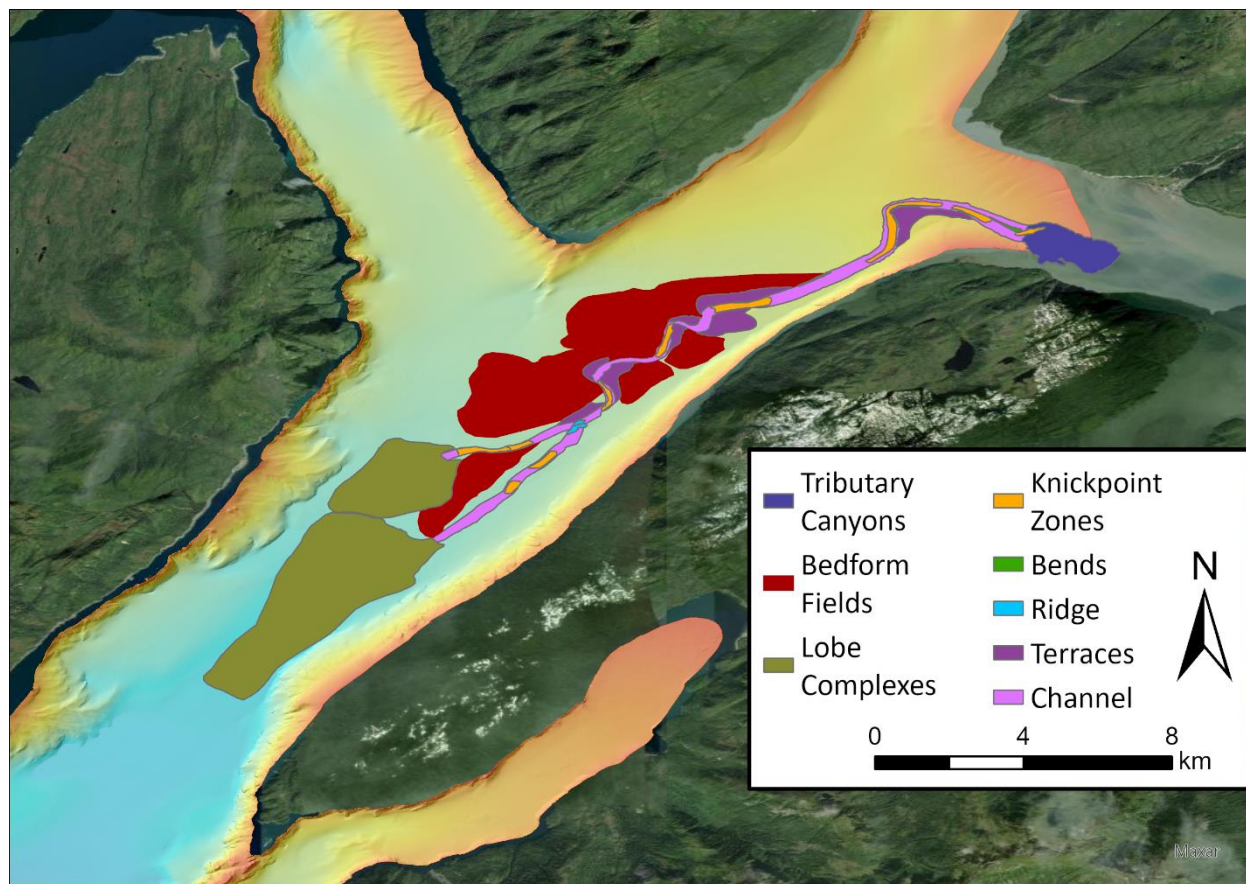 Tributary
Canyons
Bedform
Fields
Lobe
Complexes
Knickpoint
Zones
Bends
Ridge
Terraces
Channel
N
0 4 8
km
Maxar